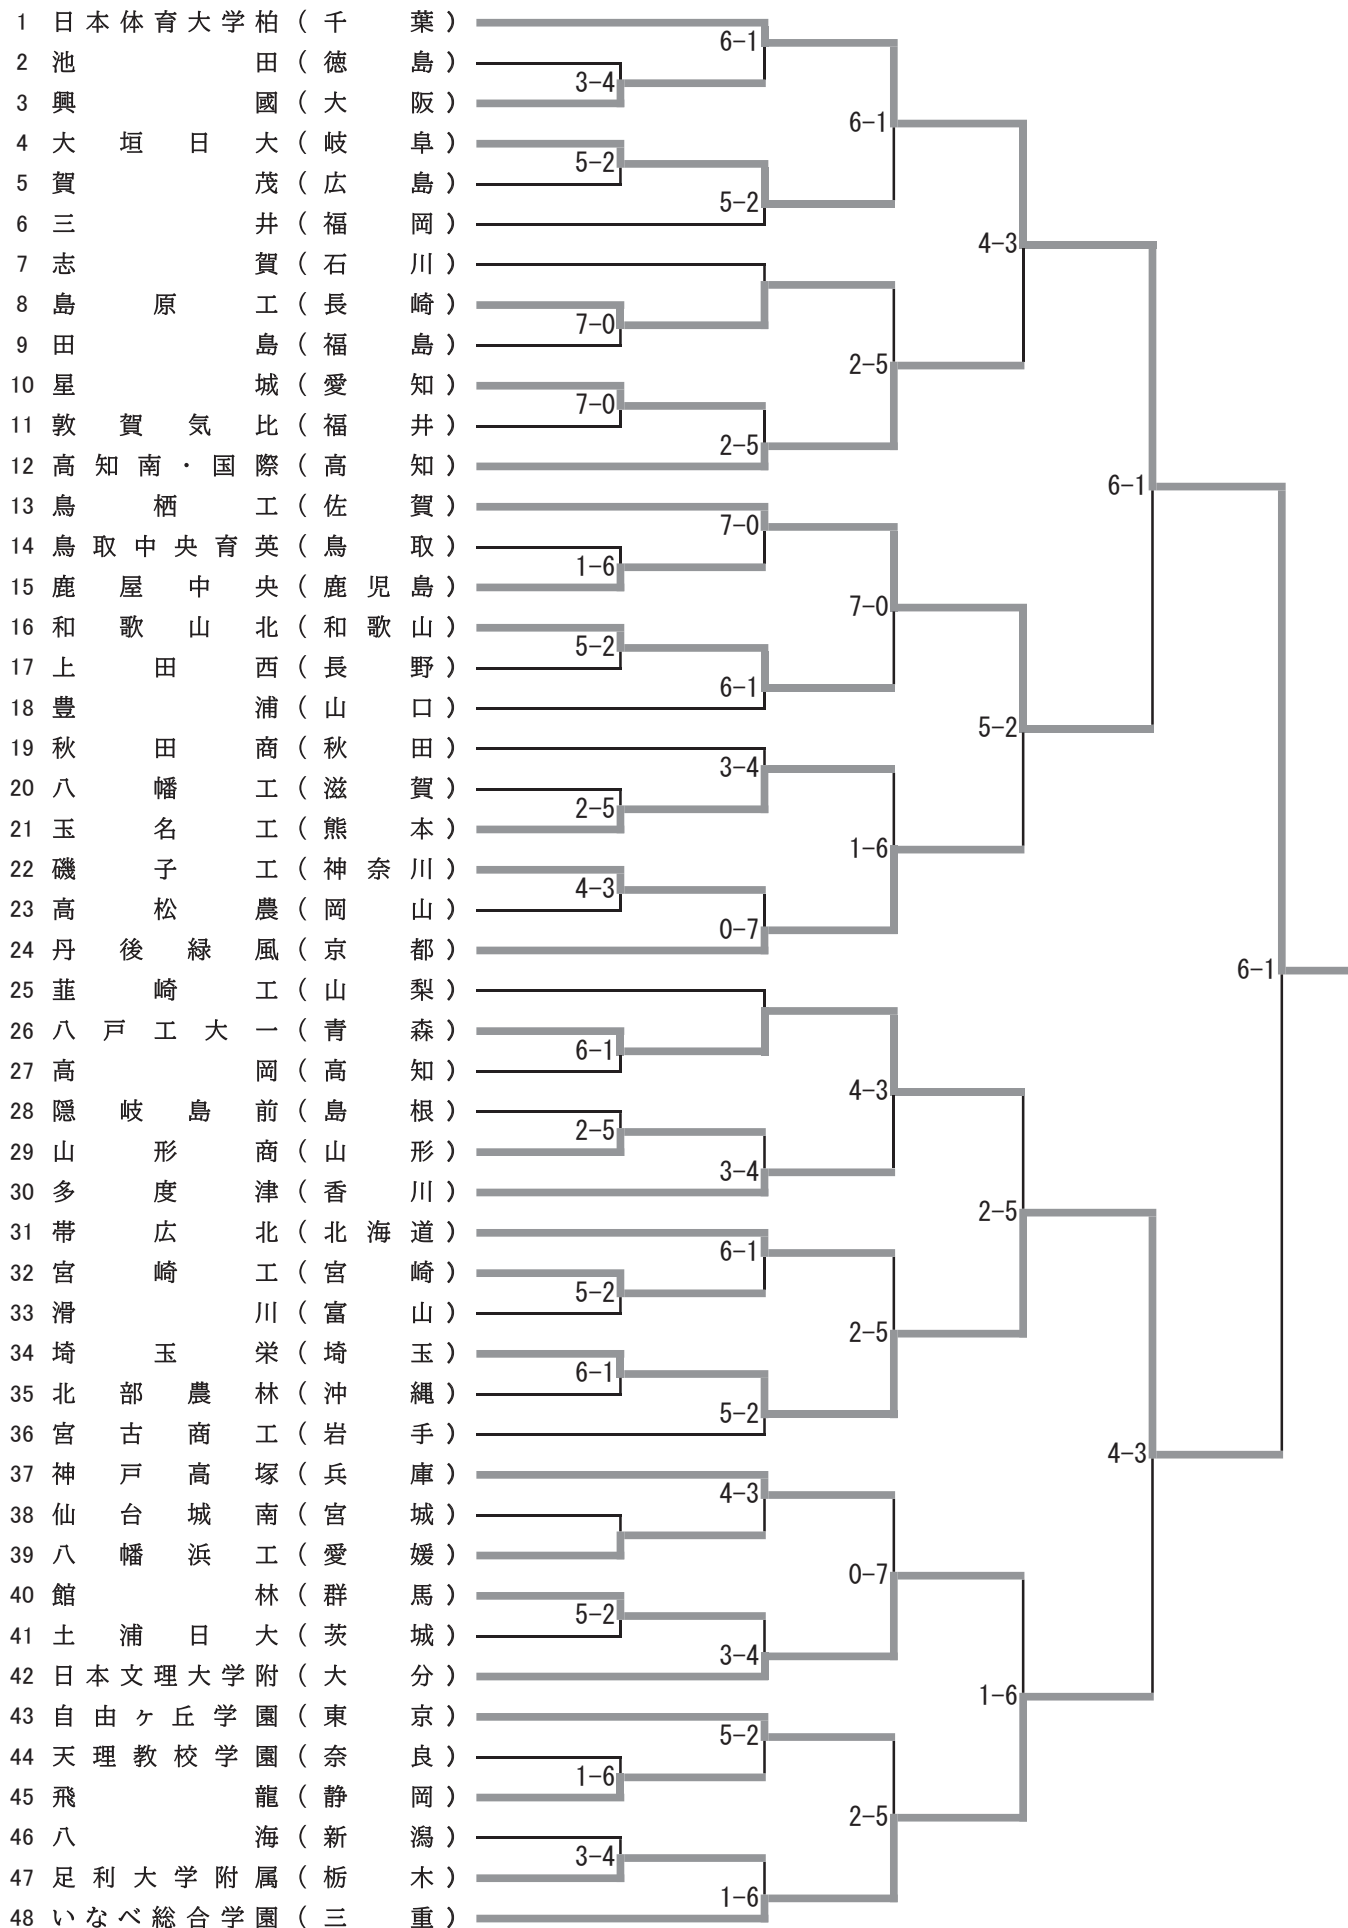 1 日本体育大学柏(千葉)
6-1
2 池田(徳島)
3-4
3 興國(大阪)
6-1
4 大垣日大(岐阜)
5-2
5 賀茂(広島)
5-2
6 三井(福岡)
4-3
7 志賀(石川)
8 島原工(長崎)
7-0
9 田島(福島)
2-5
10 星城(愛知)
7-0
11 敦賀気比(福井)
2-5
12 高知南・国際(高知)
6-1
13 鳥栖工(佐賀)
7-0
14 鳥取中央育英(鳥取)
1-6
15 鹿屋中央(鹿児島)
7-0
16 和歌山北(和歌山)
5-2
17 上田西(長野)
6-1
18 豊浦(山口)
5-2
19 秋田商(秋田)
3-4
20 八幡工(滋賀)
2-5
21 玉名工(熊本)
1-6
22 磯子工(神奈川)
4-3
23 高松農(岡山)
0-7
24 丹後緑風(京都)
6-1
25 韮崎工(山梨)
26 八戸工大一(青森)
6-1
27 高岡(高知)
4-3
28 隠岐島前(島根)
2-5
29 山形商(山形)
3-4
30 多度津(香川)
2-5
31 帯広北(北海道)
6-1
32 宮崎工(宮崎)
5-2
33 滑川(富山)
2-5
34 埼玉栄(埼玉)
6-1
35 北部農林(沖縄)
5-2
36 宮古商工(岩手)
4-3
37 神戸高塚(兵庫)
4-3
38 仙台城南(宮城)
39 八幡浜工(愛媛)
0-7
40 館林(群馬)
5-2
41 土浦日大(茨城)
3-4
42 日本文理大学附(大分)
1-6
43 自由ヶ丘学園(東京)
5-2
44 天理教校学園(奈良)
1-6
45 飛龍(静岡)
2-5
46 八海(新潟)
3-4
47 足利大学附属(栃木)
1-6
48 いなべ総合学園(三重)